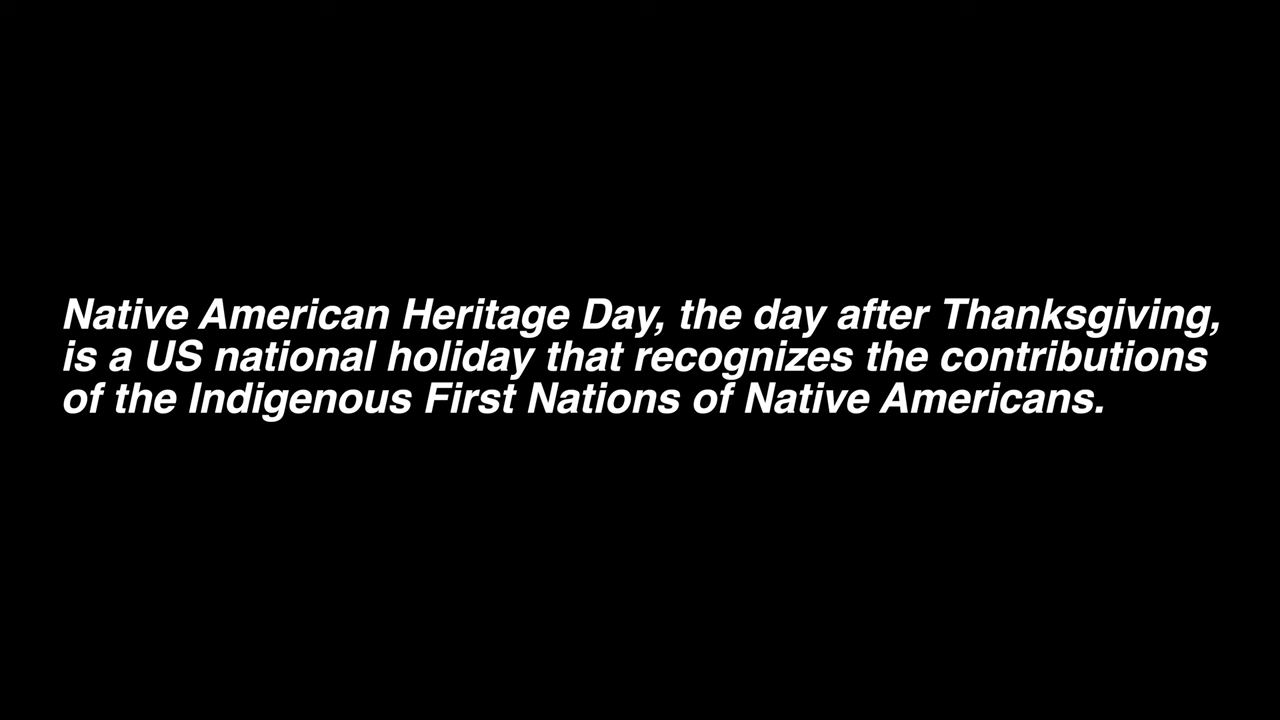 Native American Heritage Day, the day after Thanksgiving,
is a US national holiday that recognizes the contributions
of the Indigenous First Nations of Native Americans.